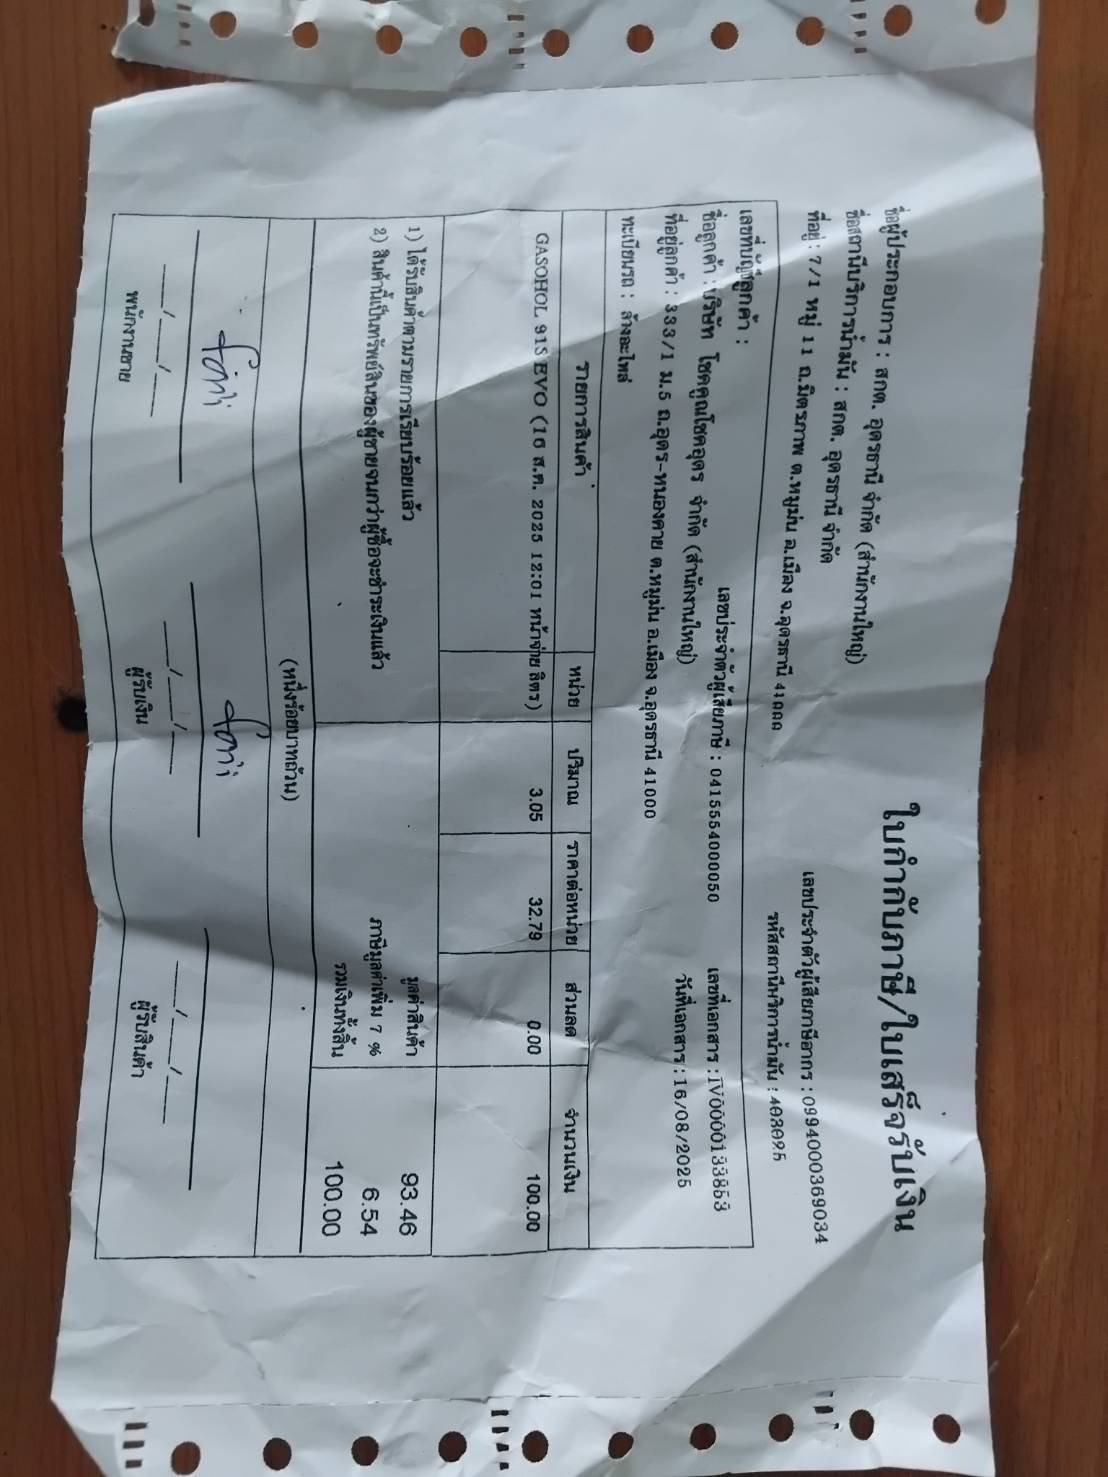 ใบกำกับภาษี/ใบเสร็จรับเงิน
ชื่อผู้ประกอบการ : สกต. อุดรธานี จำกัด (สำนักงานใหญ่)
ชื่อสถานีบริการน้ำมัน : สกต. อุดรธานี จำกัด
เลขประจำตัวผู้เสียภาษีอากร : 0994000369034
ที่อยู่ : 7/1 หมู่ 11 ถ.มิตรภาพ ต.หมูม่น อ.เมือง จ.อุดรธานี 41000
รหัสสถานีบริการน้ำมัน : 403095
เลขที่บัญชีลูกค้า :
เลขประจำตัวผู้เสียภาษี : 0415554000050
เลขที่เอกสาร : IV0000133853
ชื่อลูกค้า : บริษัท โชคคูณโชคอุดร จำกัด (สำนักงานใหญ่)
วันที่เอกสาร : 16/08/2025
ที่อยู่ลูกค้า : 333/1 ม.5 ถ.อุดร-หนองคาย ต.หมูม่น อ.เมือง จ.อุดรธานี 41000
ทะเบียนรถ : ล้างอะไหล่
รายการสินค้า หน่วย ปริมาณ ราคาต่อหน่วย ส่วนลด จำนวนเงิน
GASOHOL 91S EVO (16 ส.ค. 2025 12:01 หน้าจ่าย ลิตร) 3.05 32.79 0.00 100.00
1) ได้รับสินค้าตามรายการเรียบร้อยแล้ว
มูลค่าสินค้า 93.46
2) สินค้านี้เป็นทรัพย์สินของผู้ขายจนกว่าผู้ซื้อจะชำระเงินแล้ว
ภาษีมูลค่าเพิ่ม 7 % 6.54
รวมเงินทั้งสิ้น 100.00
(หนึ่งร้อยบาทถ้วน)
___/___/___ ___/___/___ ___/___/___
พนักงานขาย ผู้รับเงิน ผู้รับสินค้า